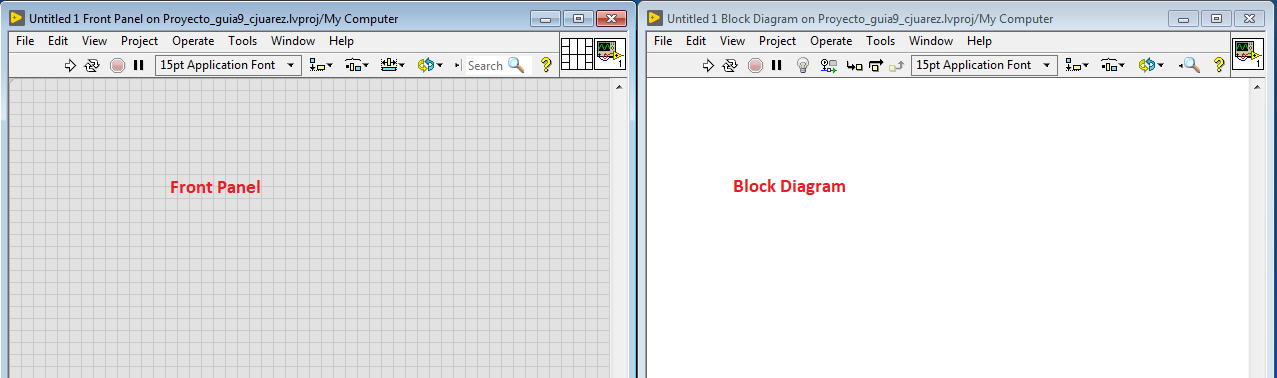 Untitled 1 Front Panel on Proyecto_guia9_cjuarez.lvproj/My Computer
File Edit View Project Operate Tools Window Help
15pt Application Font
Search
?
1
Front Panel
Untitled 1 Block Diagram on Proyecto_guia9_cjuarez.lvproj/My Computer
File Edit View Project Operate Tools Window Help
15pt Application Font
?
1
Block Diagram